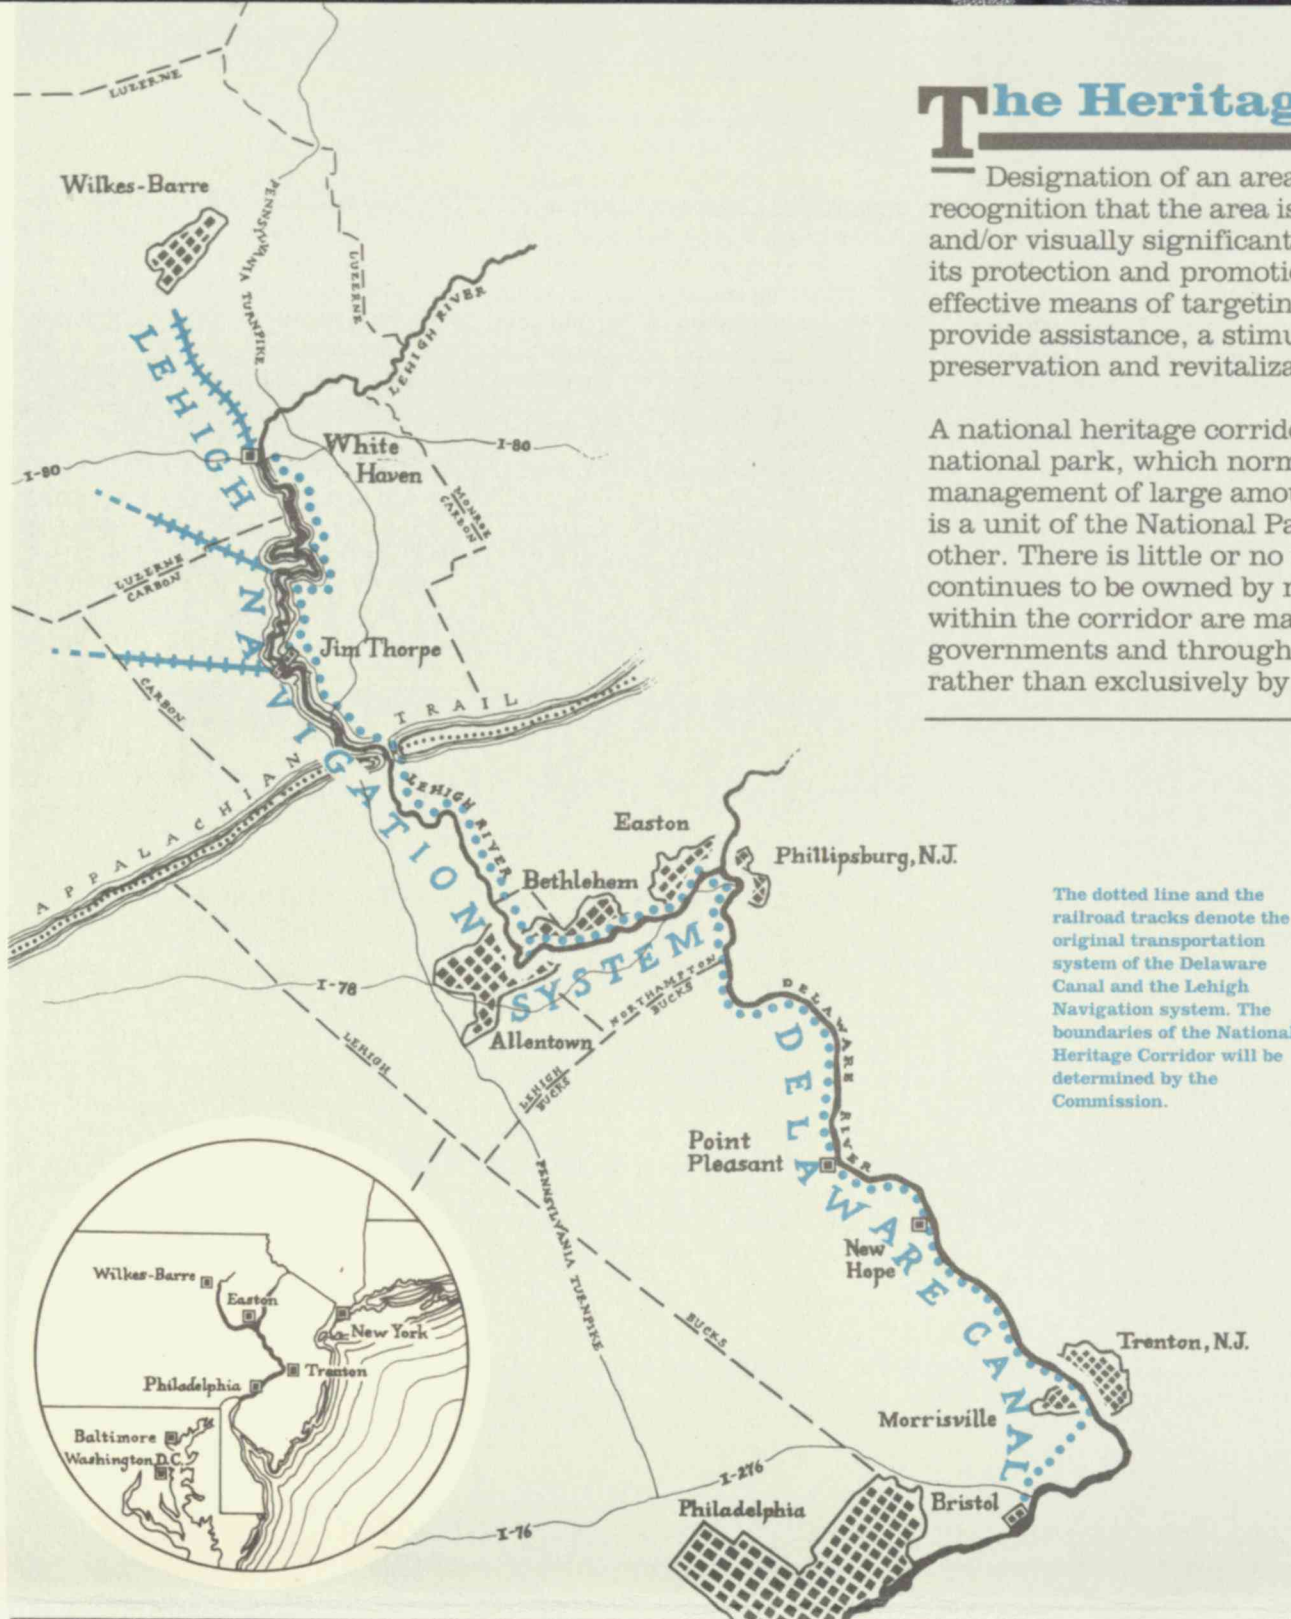 The Heritag
Designation of an area
recognition that the area is
and/or visually significant
its protection and promotio
effective means of targetin
provide assistance, a stimu
preservation and revitaliza
A national heritage corrido
national park, which norm
management of large amou
is a unit of the National Pa
other. There is little or no
continues to be owned by
within the corridor are ma
governments and through
rather than exclusively by
LUZERNE
Wilkes-Barre
PENNSYLVANIA TURNPIKE
LUZERNE
LEHIGH RIVER
LEHIGH NAVIGATION SYSTEM
White
Haven
I-80
I-80
MONROE
CARBON
LUZERNE
CARBON
Jim Thorpe
CARBON
APPALACHIAN TRAIL
LEHIGH RIVER
Easton
Phillipsburg, N.J.
Bethlehem
The dotted line and the
railroad tracks denote the
original transportation
system of the Delaware
Canal and the Lehigh
Navigation system. The
boundaries of the National
Heritage Corridor will be
determined by the
Commission.
I-78
Allentown
NORTHAMPTON
BUCKS
LEHIGH
LEHIGH
BUCKS
DELAWARE RIVER
DELAWARE CANAL
Point
Pleasant
PENNSYLVANIA TURNPIKE
New
Hope
BUCKS
Trenton, N.J.
Morrisville
I-276
Philadelphia
Bristol
I-76
Wilkes-Barre
Easton
New York
Trenton
Philadelphia
Baltimore
Washington D.C.